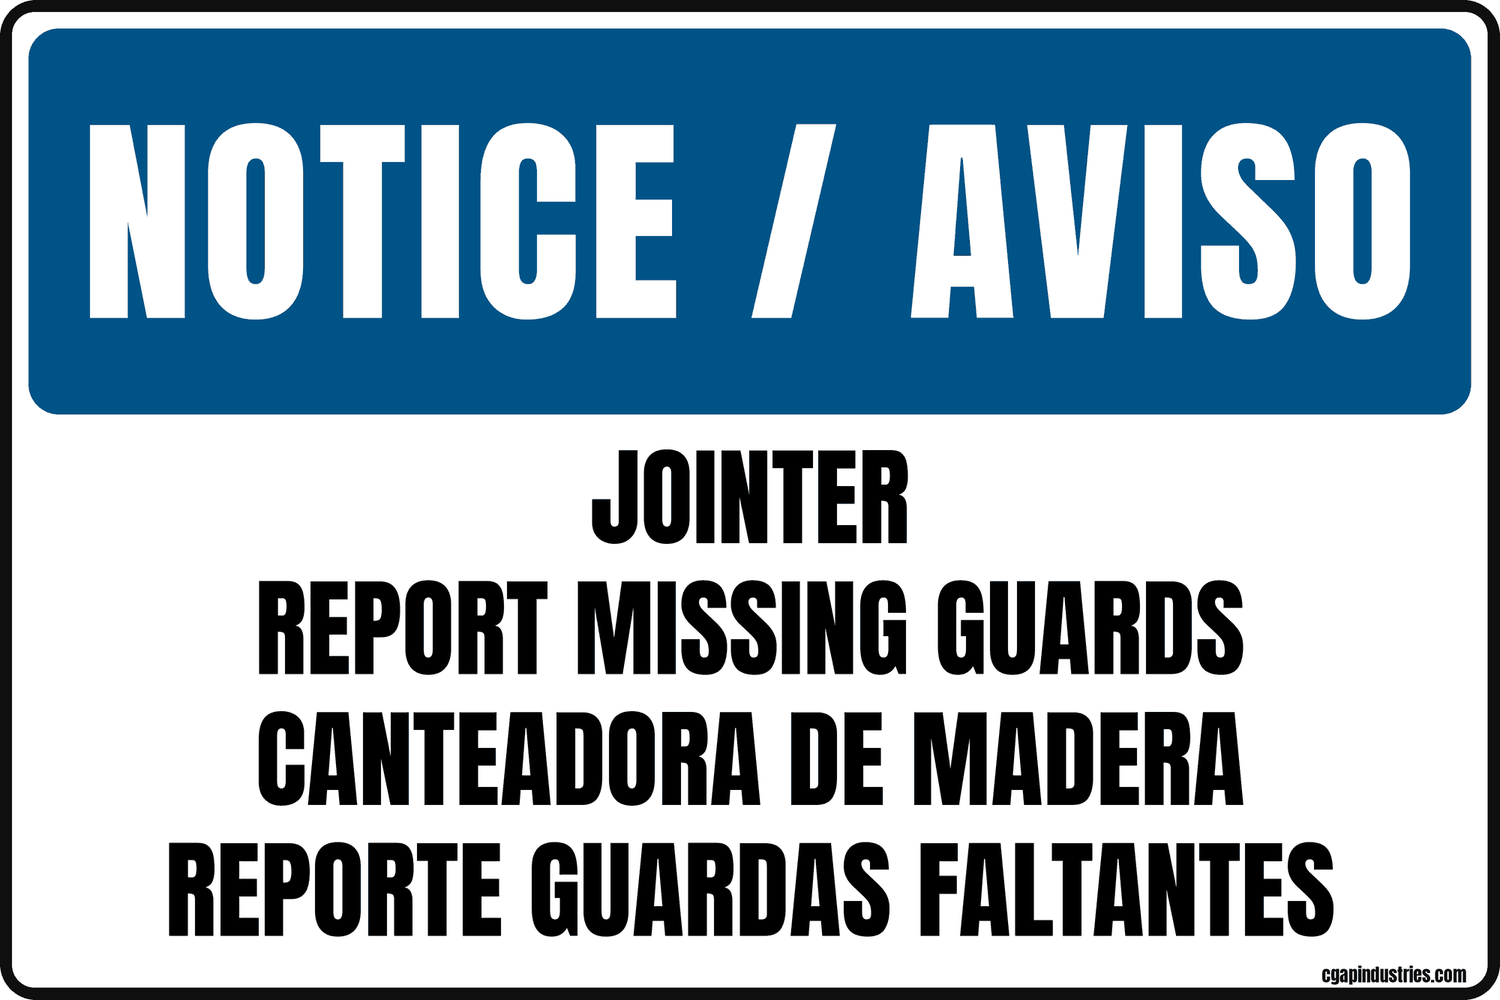 NOTICE / AVISO
JOINTER
REPORT MISSING GUARDS
CANTEADORA DE MADERA
REPORTE GUARDAS FALTANTES
cgapindustries.com